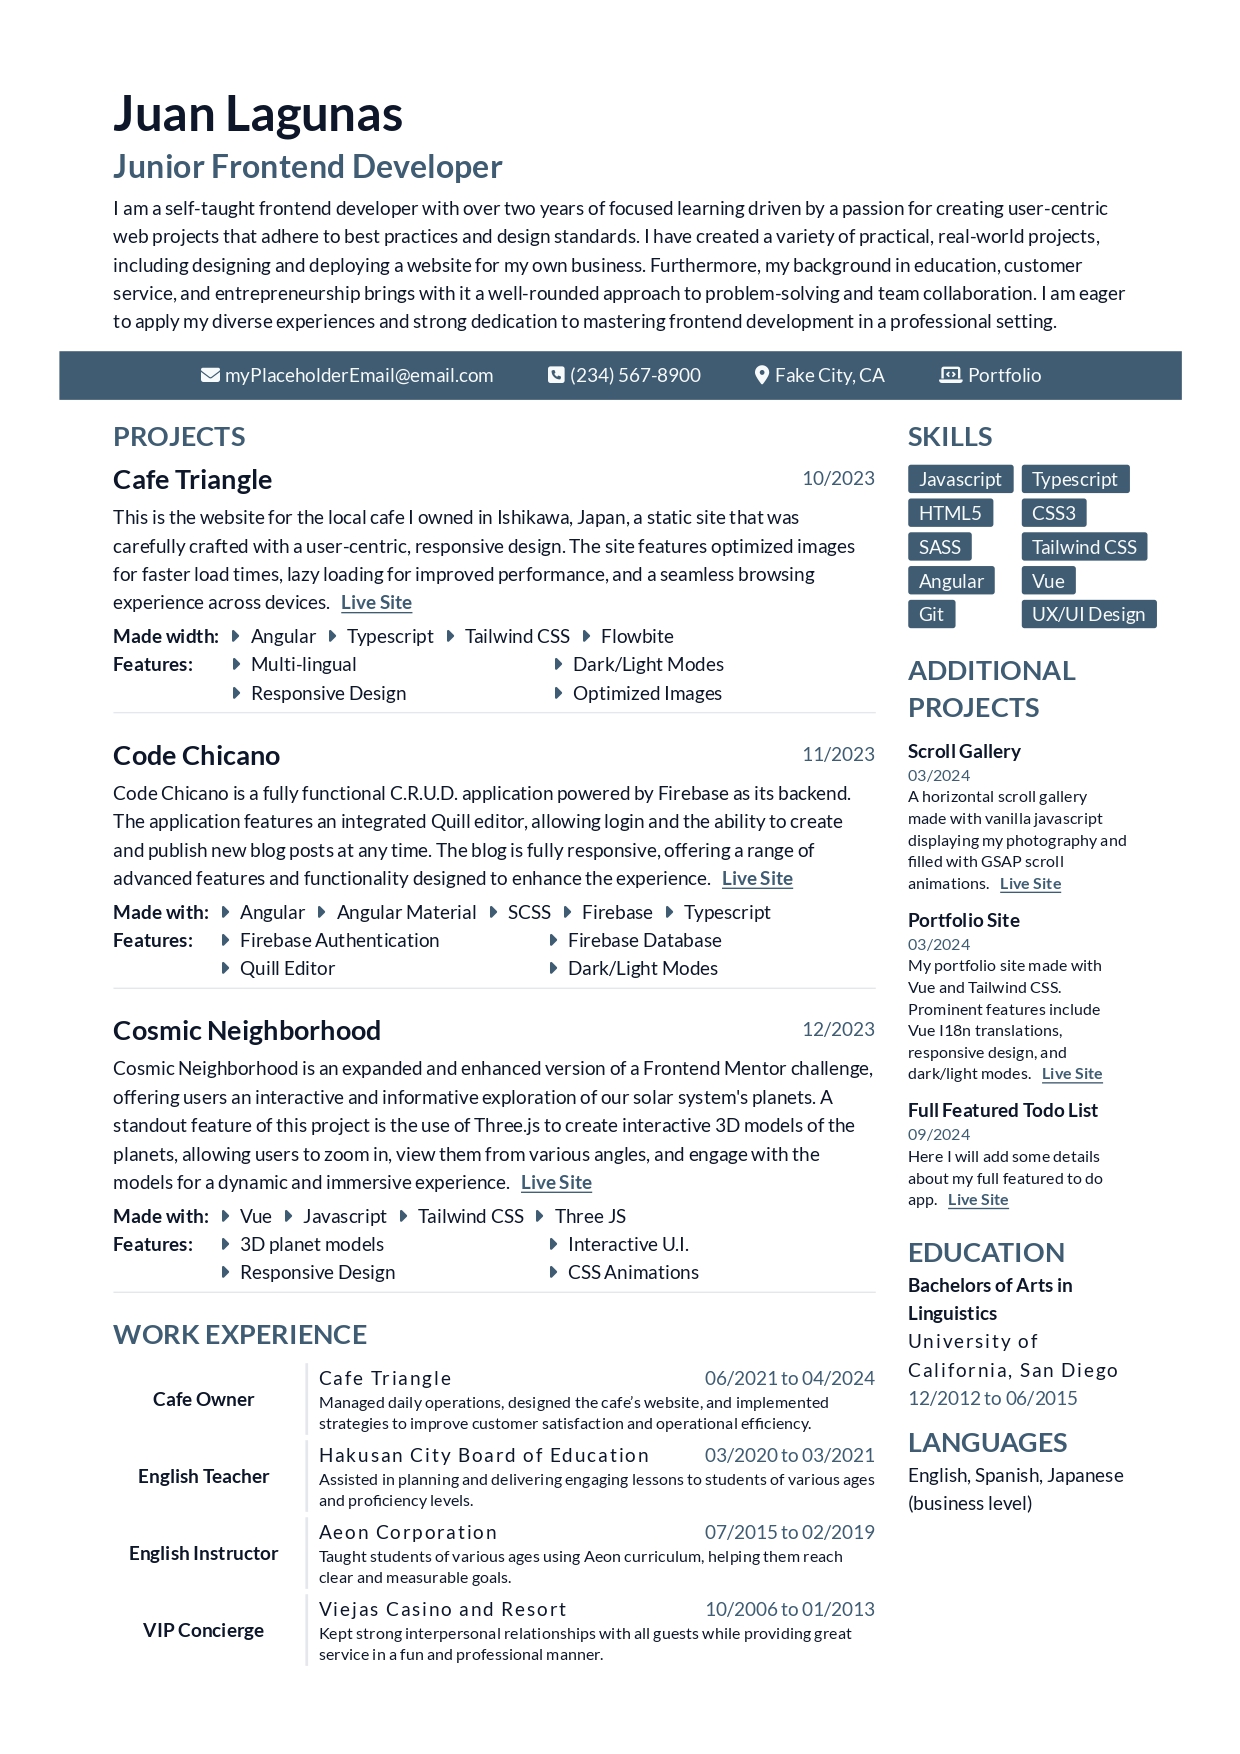 Juan Lagunas
Junior Frontend Developer
I am a self-taught frontend developer with over two years of focused learning driven by a passion for creating user-centric
web projects that adhere to best practices and design standards. I have created a variety of practical, real-world projects,
including designing and deploying a website for my own business. Furthermore, my background in education, customer
service, and entrepreneurship brings with it a well-rounded approach to problem-solving and team collaboration. I am eager
to apply my diverse experiences and strong dedication to mastering frontend development in a professional setting.
myPlaceholderEmail@email.com (234) 567-8900 Fake City, CA Portfolio
PROJECTS
Cafe Triangle 10/2023
This is the website for the local cafe I owned in Ishikawa, Japan, a static site that was
carefully crafted with a user-centric, responsive design. The site features optimized images
for faster load times, lazy loading for improved performance, and a seamless browsing
experience across devices. Live Site
Made width: Angular Typescript Tailwind CSS Flowbite
Features: Multi-lingual Dark/Light Modes
Responsive Design Optimized Images
Code Chicano 11/2023
Code Chicano is a fully functional C.R.U.D. application powered by Firebase as its backend.
The application features an integrated Quill editor, allowing login and the ability to create
and publish new blog posts at any time. The blog is fully responsive, offering a range of
advanced features and functionality designed to enhance the experience. Live Site
Made with: Angular Angular Material SCSS Firebase Typescript
Features: Firebase Authentication Firebase Database
Quill Editor Dark/Light Modes
Cosmic Neighborhood 12/2023
Cosmic Neighborhood is an expanded and enhanced version of a Frontend Mentor challenge,
offering users an interactive and informative exploration of our solar system's planets. A
standout feature of this project is the use of Three.js to create interactive 3D models of the
planets, allowing users to zoom in, view them from various angles, and engage with the
models for a dynamic and immersive experience. Live Site
Made with: Vue Javascript Tailwind CSS Three JS
Features: 3D planet models Interactive U.I.
Responsive Design CSS Animations
WORK EXPERIENCE
Cafe Owner
Cafe Triangle 06/2021 to 04/2024
Managed daily operations, designed the cafe’s website, and implemented
strategies to improve customer satisfaction and operational efficiency.
English Teacher
Hakusan City Board of Education 03/2020 to 03/2021
Assisted in planning and delivering engaging lessons to students of various ages
and proficiency levels.
English Instructor
Aeon Corporation 07/2015 to 02/2019
Taught students of various ages using Aeon curriculum, helping them reach
clear and measurable goals.
VIP Concierge
Viejas Casino and Resort 10/2006 to 01/2013
Kept strong interpersonal relationships with all guests while providing great
service in a fun and professional manner.
SKILLS
Javascript Typescript
HTML5 CSS3
SASS Tailwind CSS
Angular Vue
Git UX/UI Design
ADDITIONAL
PROJECTS
Scroll Gallery
03/2024
A horizontal scroll gallery
made with vanilla javascript
displaying my photography and
filled with GSAP scroll
animations. Live Site
Portfolio Site
03/2024
My portfolio site made with
Vue and Tailwind CSS.
Prominent features include
Vue I18n translations,
responsive design, and
dark/light modes. Live Site
Full Featured Todo List
09/2024
Here I will add some details
about my full featured to do
app. Live Site
EDUCATION
Bachelors of Arts in
Linguistics
University of
California, San Diego
12/2012 to 06/2015
LANGUAGES
English, Spanish, Japanese
(business level)